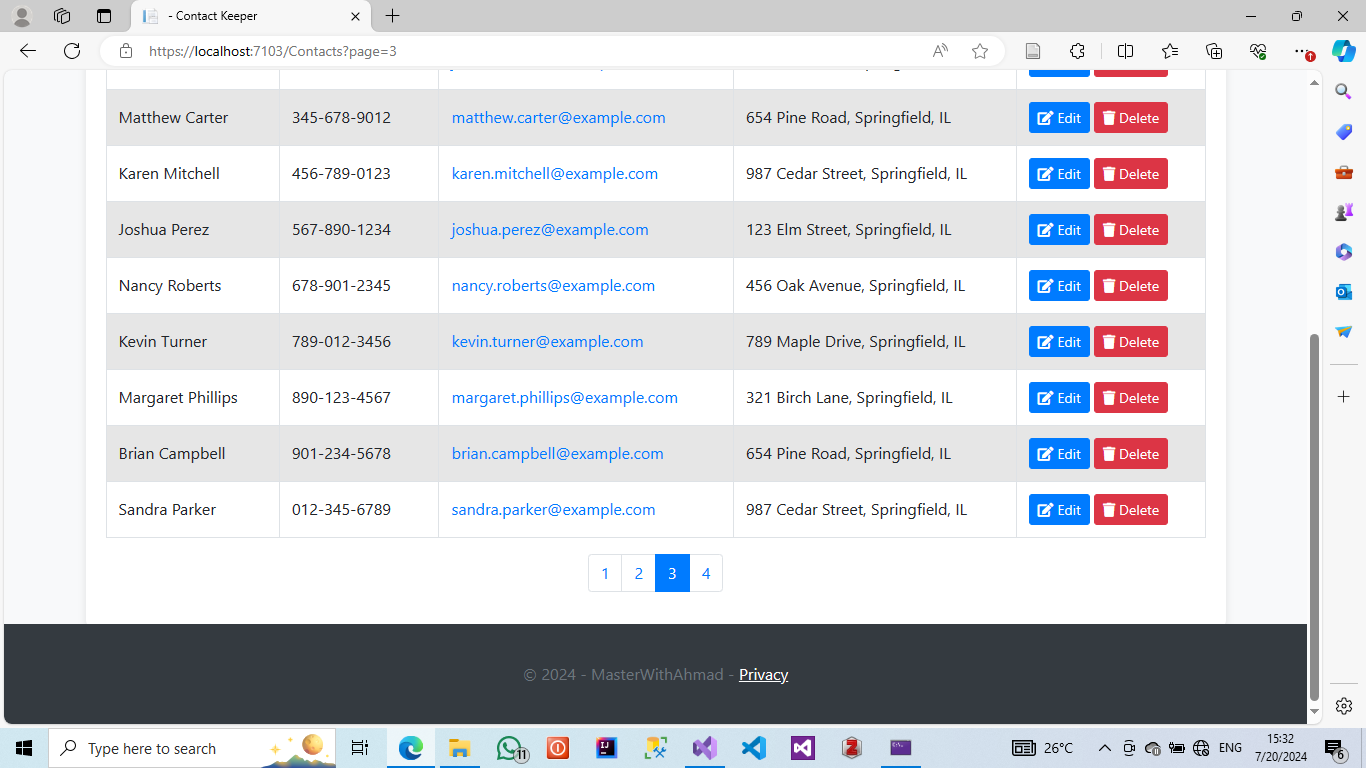 - Contact Keeper
https://localhost:7103/Contacts?page=3
Matthew Carter 345-678-9012 matthew.carter@example.com 654 Pine Road, Springfield, IL Edit Delete
Karen Mitchell 456-789-0123 karen.mitchell@example.com 987 Cedar Street, Springfield, IL Edit Delete
Joshua Perez 567-890-1234 joshua.perez@example.com 123 Elm Street, Springfield, IL Edit Delete
Nancy Roberts 678-901-2345 nancy.roberts@example.com 456 Oak Avenue, Springfield, IL Edit Delete
Kevin Turner 789-012-3456 kevin.turner@example.com 789 Maple Drive, Springfield, IL Edit Delete
Margaret Phillips 890-123-4567 margaret.phillips@example.com 321 Birch Lane, Springfield, IL Edit Delete
Brian Campbell 901-234-5678 brian.campbell@example.com 654 Pine Road, Springfield, IL Edit Delete
Sandra Parker 012-345-6789 sandra.parker@example.com 987 Cedar Street, Springfield, IL Edit Delete
1 2 3 4
© 2024 - MasterWithAhmad - Privacy
Type here to search 11 26°C ENG 15:32
7/20/2024 6